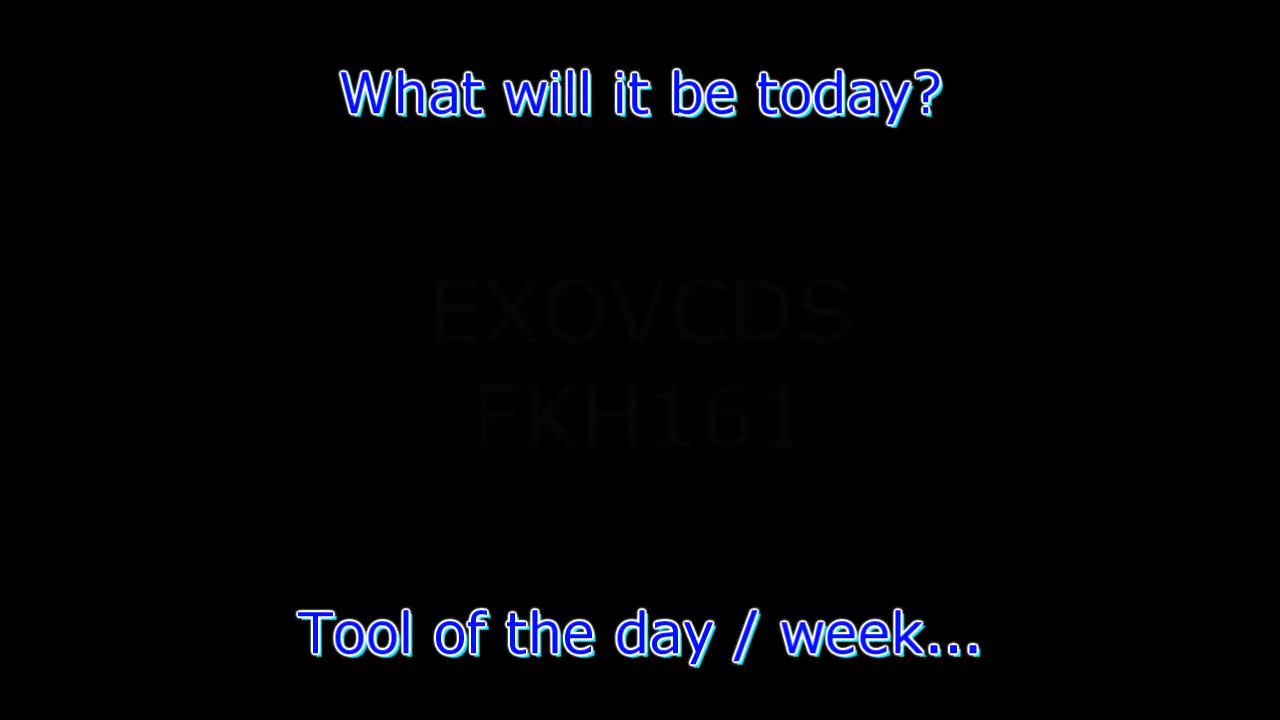 What will it be today?
EXOVCDS
FKH161
Tool of the day / week...